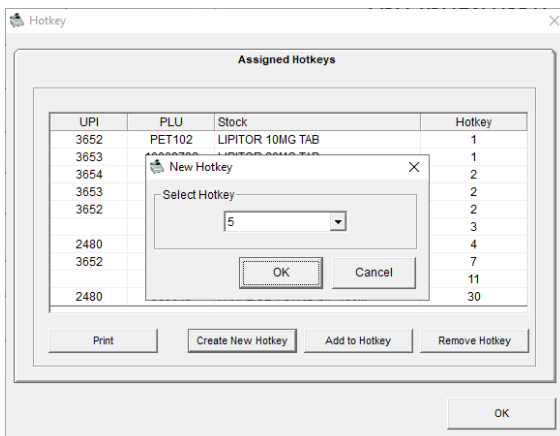 Hotkey
Assigned Hotkeys
UPI PLU Stock Hotkey
3652 PET102 LIPITOR 10MG TAB 1
3653 1
3654 2
3653 2
3652 2
3
2480 4
3652 7
11
2480 30
New Hotkey
Select Hotkey
5
OK Cancel
Print Create New Hotkey Add to Hotkey Remove Hotkey
OK